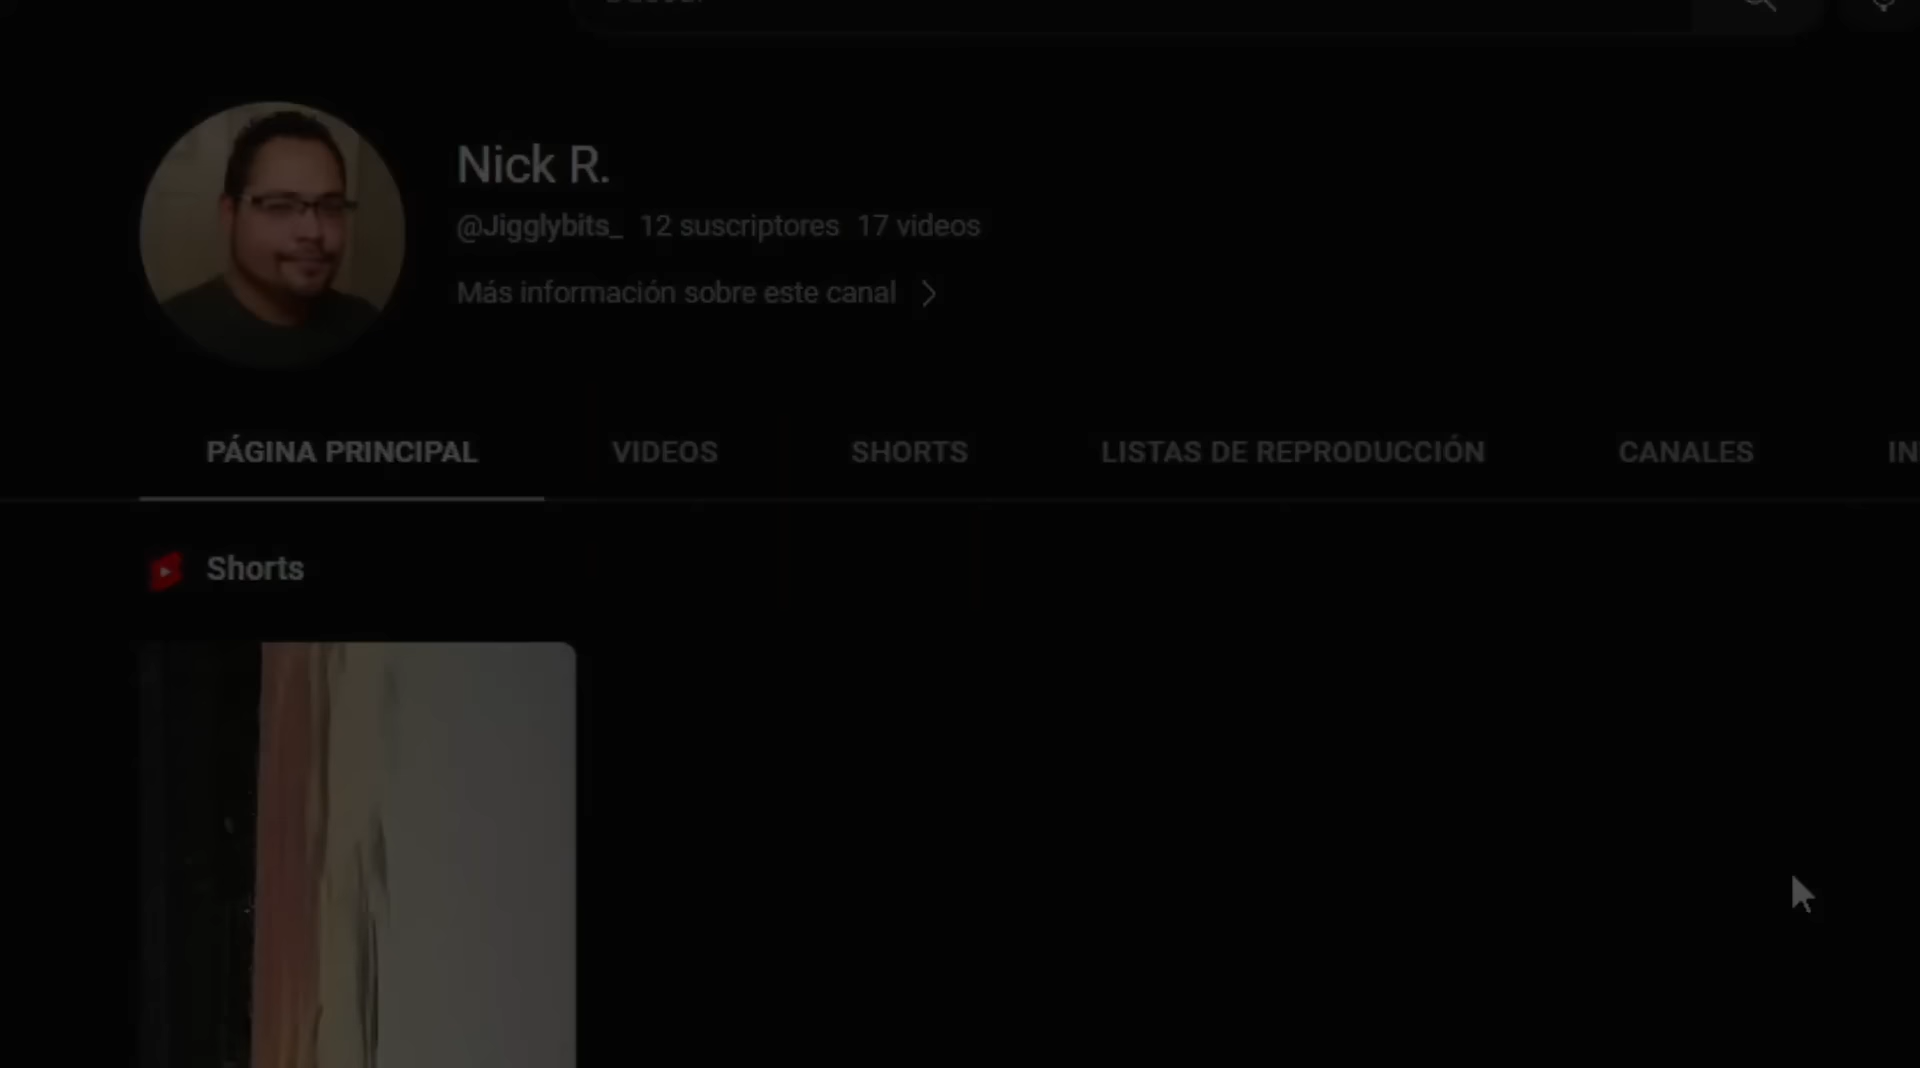 Nick R.
@Jigglybits_ 12 suscriptores 17 videos
Más información sobre este canal
PÁGINA PRINCIPAL VIDEOS SHORTS LISTAS DE REPRODUCCIÓN CANALES IN
Shorts